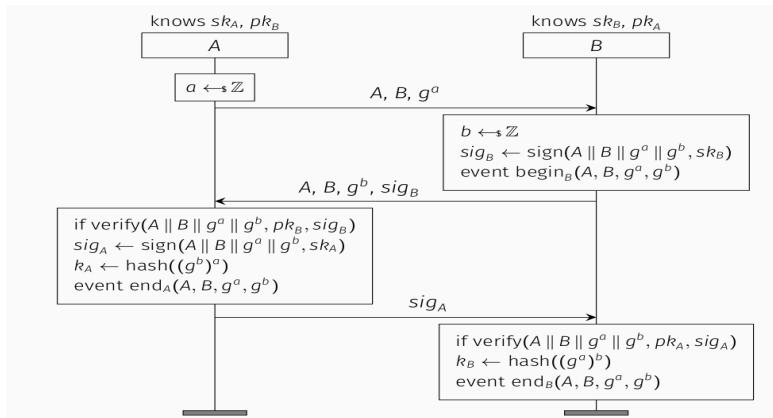 knows sk_A, pk_B
knows sk_B, pk_A
A
B
a ←$ ℤ
A, B, g^a
b ←$ ℤ
sig_B ← sign(A ∥ B ∥ g^a ∥ g^b, sk_B)
event begin_B(A, B, g^a, g^b)
A, B, g^b, sig_B
if verify(A ∥ B ∥ g^a ∥ g^b, pk_B, sig_B)
sig_A ← sign(A ∥ B ∥ g^a ∥ g^b, sk_A)
k_A ← hash((g^b)^a)
event end_A(A, B, g^a, g^b)
sig_A
if verify(A ∥ B ∥ g^a ∥ g^b, pk_A, sig_A)
k_B ← hash((g^a)^b)
event end_B(A, B, g^a, g^b)